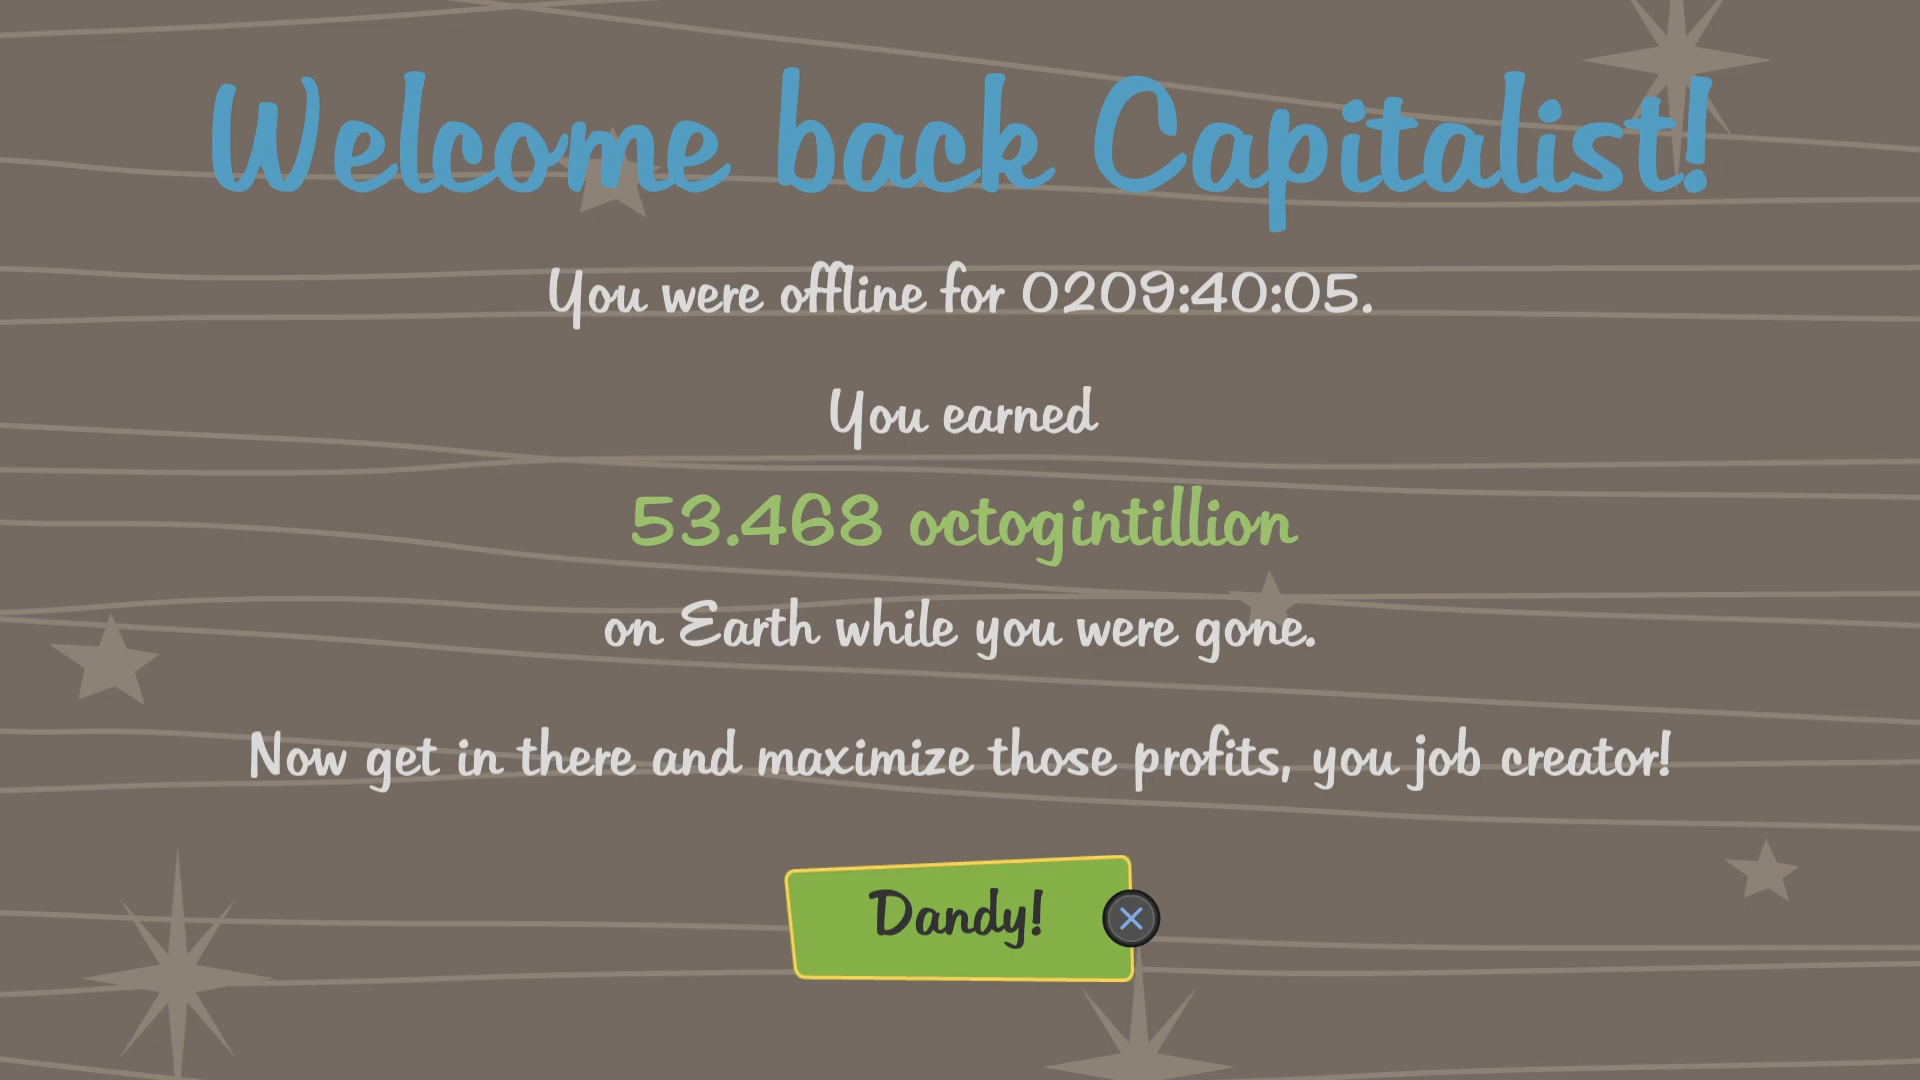 Welcome back Capitalist!
You were offline for 0209:40:05.
You earned
53.468 octogintillion
on Earth while you were gone.
Now get in there and maximize those profits, you job creator!
Dandy!